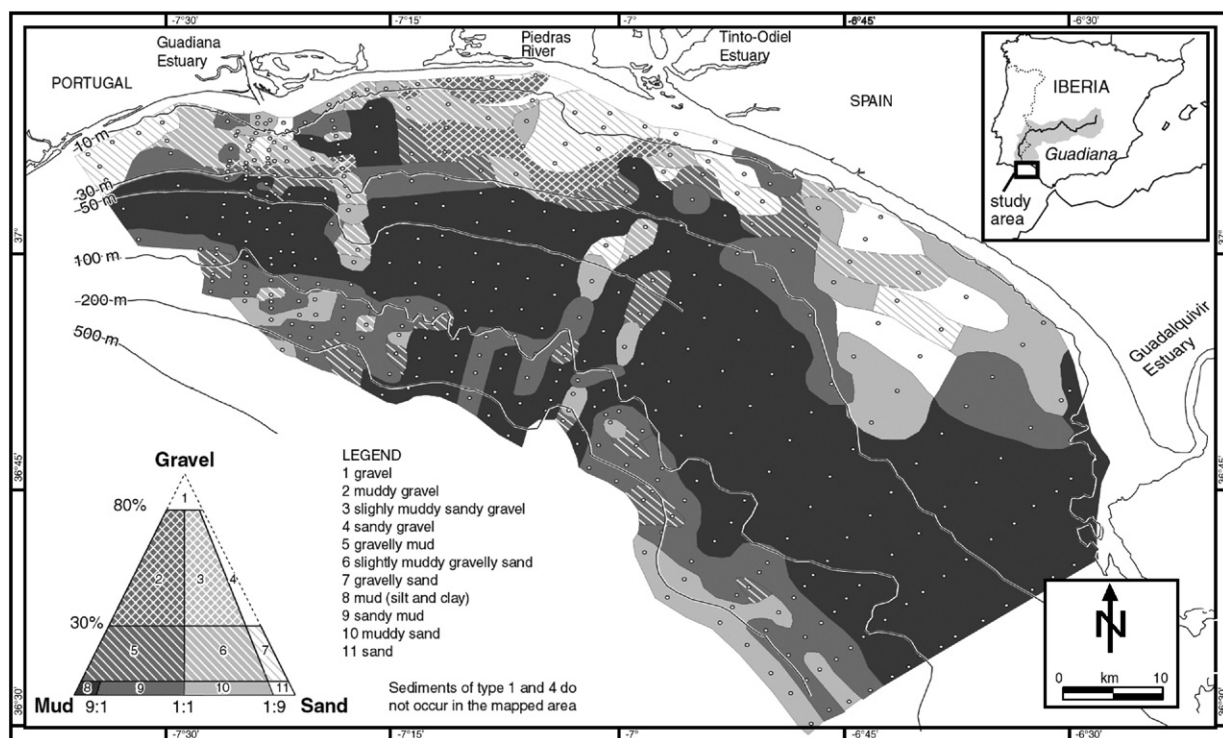 -7°30'
-7°15'
-7°
-6°45'
-6°30'
Guadiana
Estuary
Piedras
River
Tinto-Odiel
Estuary
PORTUGAL
SPAIN
IBERIA
Guadiana
study
area
10 m
-30 m
-50 m
37°
37°
100 m
-200 m
500 m
Guadalquivir
Estuary
36°45'
36°45'
Gravel
80%
30%
1
2
3
4
5
6
7
8
9
10
11
Mud
9:1
1:1
1:9
Sand
LEGEND
1 gravel
2 muddy gravel
3 slighly muddy sandy gravel
4 sandy gravel
5 gravelly mud
6 slightly muddy gravelly sand
7 gravelly sand
8 mud (silt and clay)
9 sandy mud
10 muddy sand
11 sand
Sediments of type 1 and 4 do
not occur in the mapped area
N
0 km 10
36°30'
36°30'
-7°30'
-7°15'
-7°
-6°45'
-6°30'